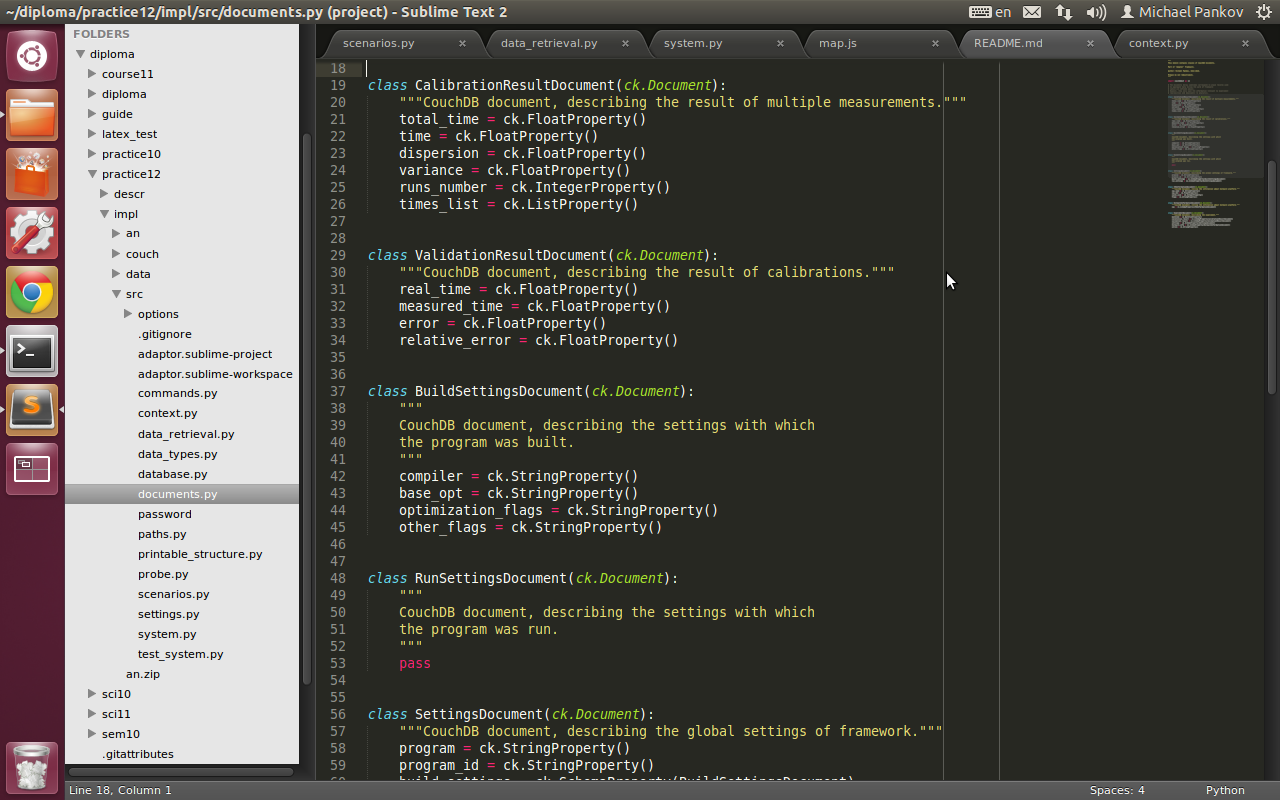 ~/diploma/practice12/impl/src/documents.py (project) - Sublime Text 2
en
Michael Pankov
FOLDERS
diploma
course11
diploma
guide
latex_test
practice10
practice12
descr
impl
an
couch
data
src
options
.gitignore
adaptor.sublime-project
adaptor.sublime-workspace
commands.py
context.py
data_retrieval.py
data_types.py
database.py
documents.py
password
paths.py
printable_structure.py
probe.py
scenarios.py
settings.py
system.py
test_system.py
an.zip
sci10
sci11
sem10
.gitattributes
scenarios.py
data_retrieval.py
system.py
map.js
README.md
context.py
18
19 class CalibrationResultDocument(ck.Document):
20     """CouchDB document, describing the result of multiple measurements."""
21     total_time = ck.FloatProperty()
22     time = ck.FloatProperty()
23     dispersion = ck.FloatProperty()
24     variance = ck.FloatProperty()
25     runs_number = ck.IntegerProperty()
26     times_list = ck.ListProperty()
27
28
29 class ValidationResultDocument(ck.Document):
30     """CouchDB document, describing the result of calibrations."""
31     real_time = ck.FloatProperty()
32     measured_time = ck.FloatProperty()
33     error = ck.FloatProperty()
34     relative_error = ck.FloatProperty()
35
36
37 class BuildSettingsDocument(ck.Document):
38     """
39     CouchDB document, describing the settings with which
40     the program was built.
41     """
42     compiler = ck.StringProperty()
43     base_opt = ck.StringProperty()
44     optimization_flags = ck.StringProperty()
45     other_flags = ck.StringProperty()
46
47
48 class RunSettingsDocument(ck.Document):
49     """
50     CouchDB document, describing the settings with which
51     the program was run.
52     """
53     pass
54
55
56 class SettingsDocument(ck.Document):
57     """CouchDB document, describing the global settings of framework."""
58     program = ck.StringProperty()
59     program_id = ck.StringProperty()
60     build_settings = ck.SchemaProperty(BuildSettingsDocument)
Line 18, Column 1
Spaces: 4
Python